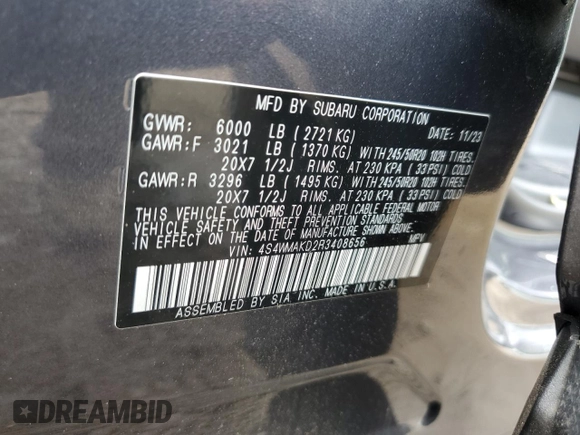 MFD BY SUBARU CORPORATION
GVWR: 6000 LB ( 2721 KG) DATE: 11/23
GAWR:F 3021 LB ( 1370 KG) WITH 245/50R20 102H TIRES.
20X7 1/2J RIMS. AT 230 KPA ( 33 PSI) COLD
GAWR:R 3296 LB ( 1495 KG) WITH 245/50R20 102H TIRES.
20X7 1/2J RIMS. AT 230 KPA ( 33 PSI) COLD
THIS VEHICLE CONFORMS TO ALL APPLICABLE FEDERAL MOTOR
VEHICLE SAFETY AND THEFT PREVENTION STANDARDS
IN EFFECT ON THE DATE OF MANUFACTURE SHOWN ABOVE.
VIN: 4S4WMAKD2R3408656 MPV
ASSEMBLED BY SIA INC. MADE IN U.S.A.
DREAMBID